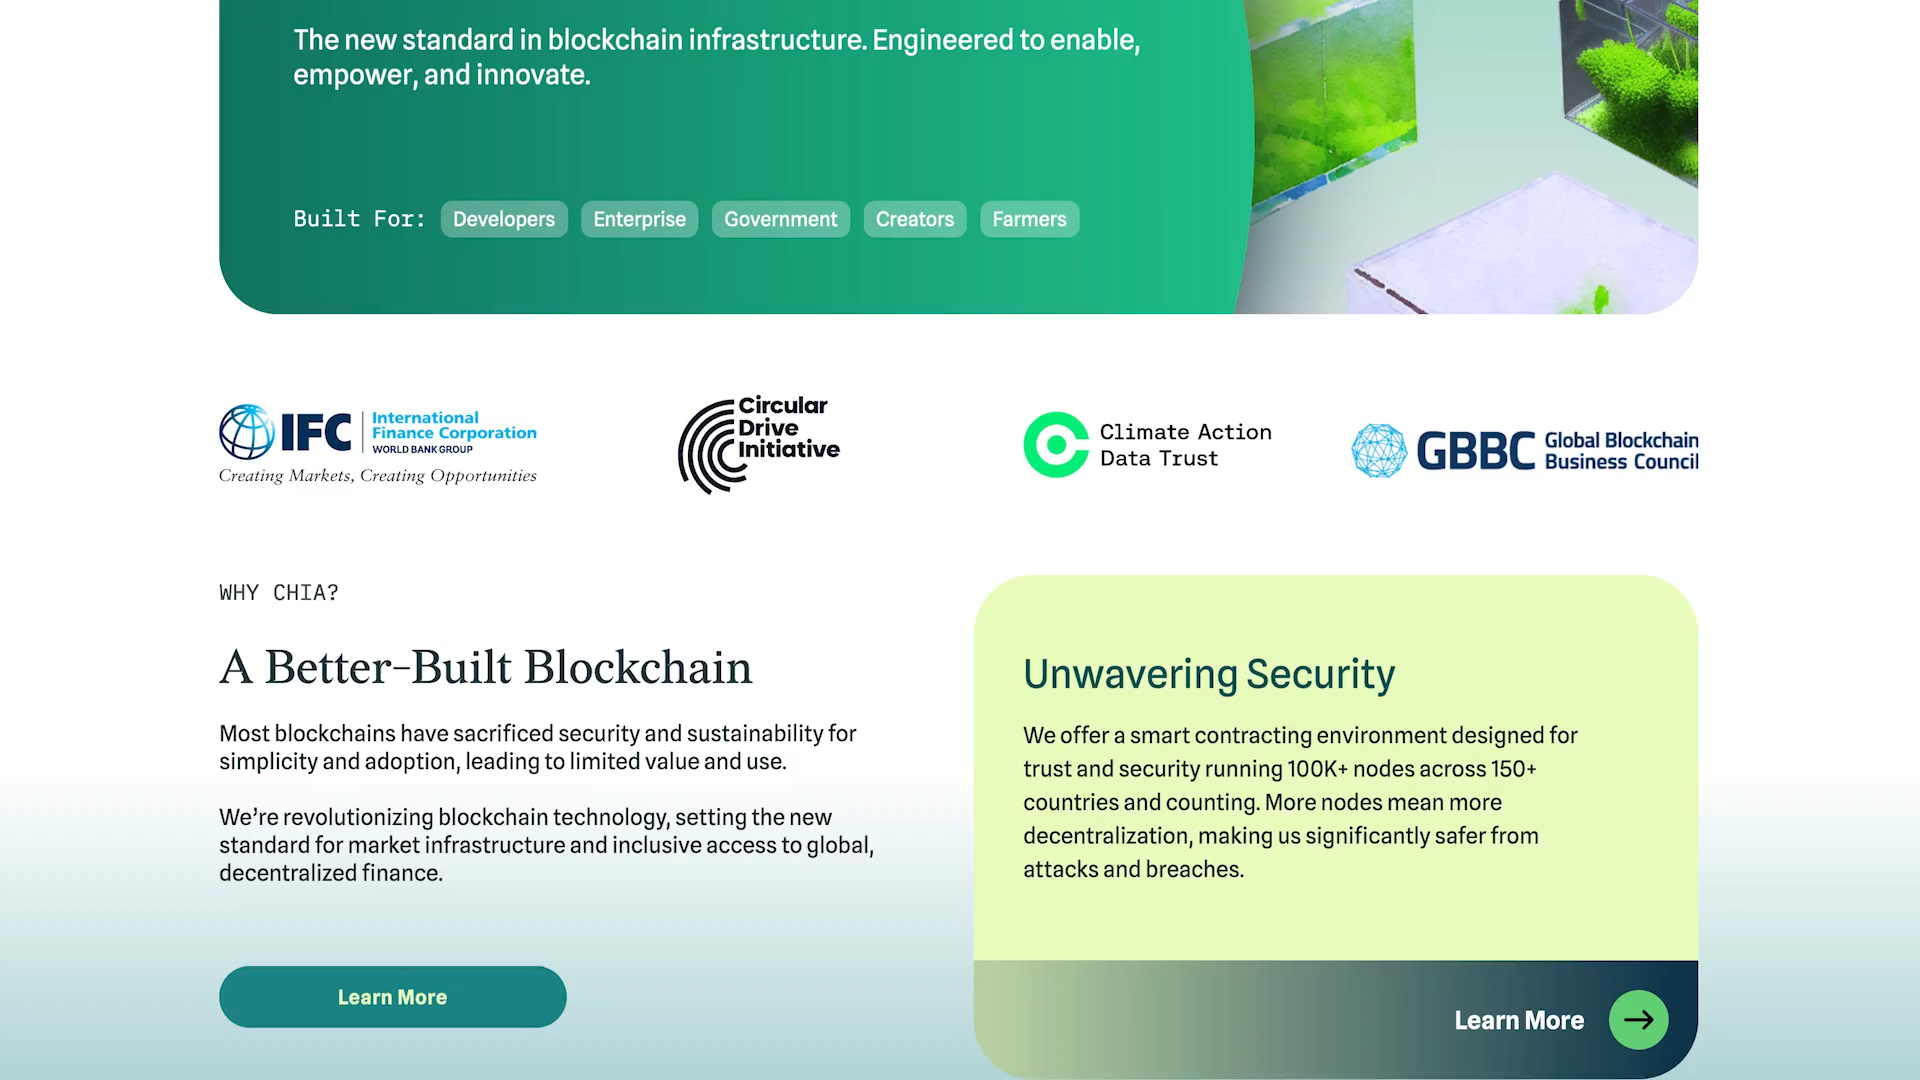 The new standard in blockchain infrastructure. Engineered to enable,
empower, and innovate.
Built For: Developers Enterprise Government Creators Farmers
IFC International
Finance Corporation
WORLD BANK GROUP
Creating Markets, Creating Opportunities
Circular
Drive
Initiative
Climate Action
Data Trust
GBBC Global Blockchain
Business Council
WHY CHIA?
A Better-Built Blockchain
Most blockchains have sacrificed security and sustainability for
simplicity and adoption, leading to limited value and use.
We’re revolutionizing blockchain technology, setting the new
standard for market infrastructure and inclusive access to global,
decentralized finance.
Learn More
Unwavering Security
We offer a smart contracting environment designed for
trust and security running 100K+ nodes across 150+
countries and counting. More nodes mean more
decentralization, making us significantly safer from
attacks and breaches.
Learn More